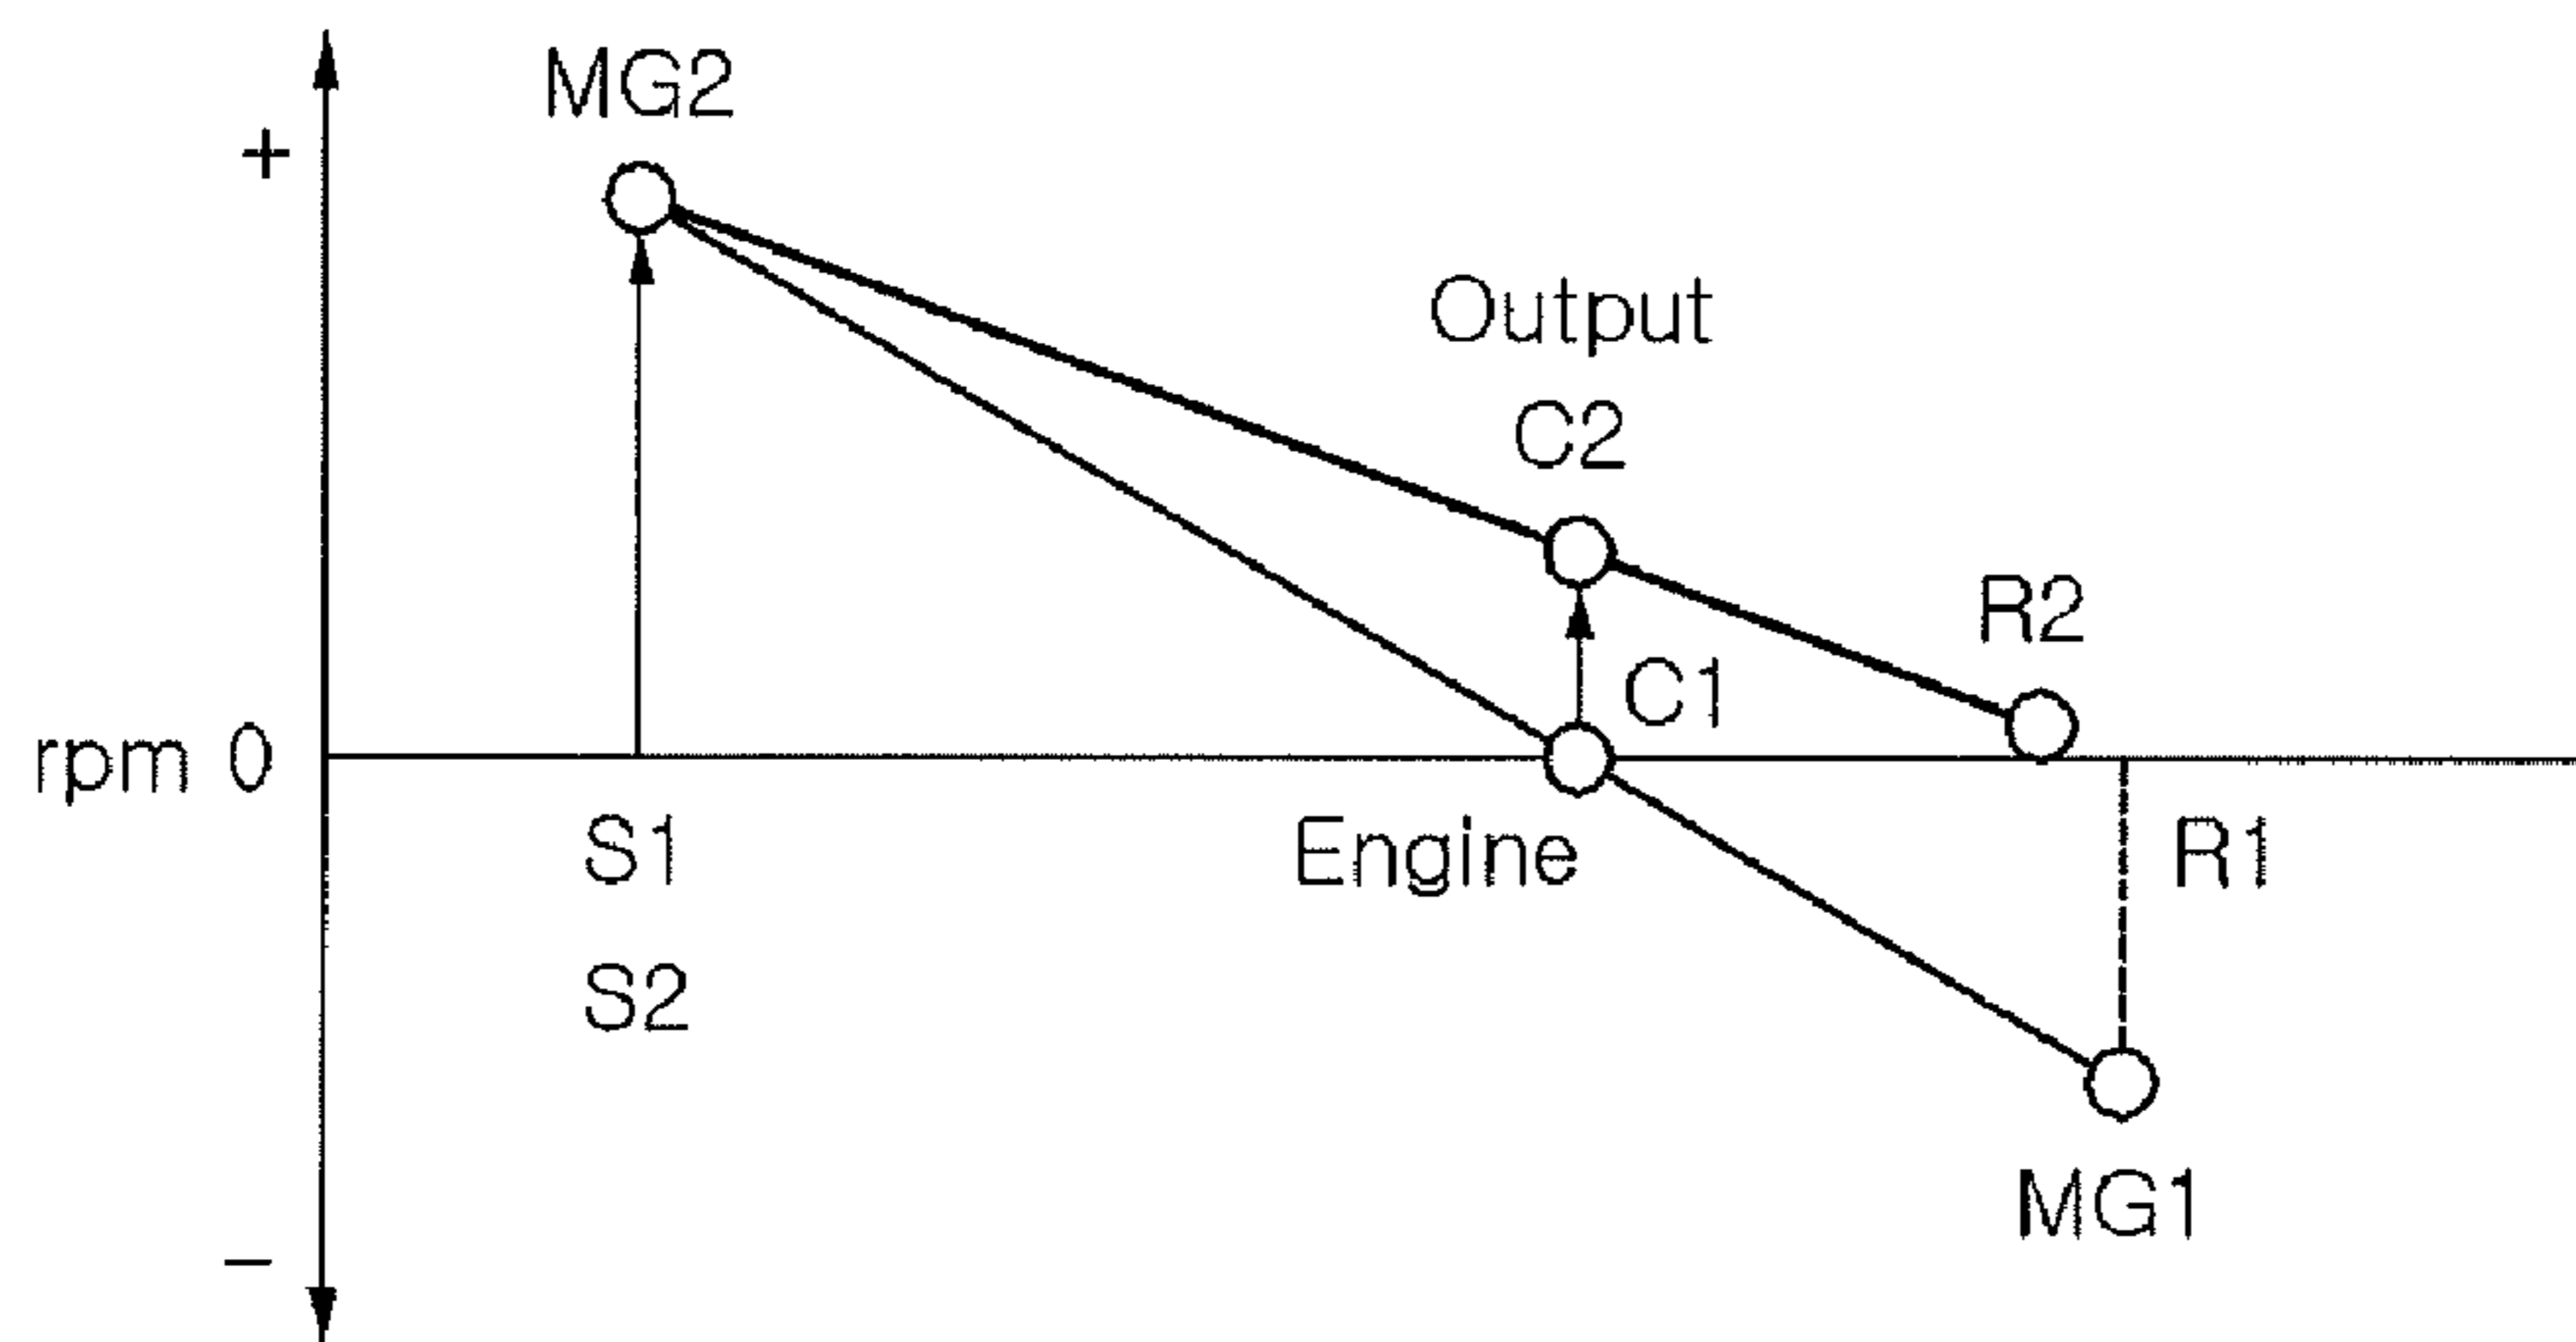 MG2
+
Output
C2
R2
C1
rpm 0
S1
Engine
R1
S2
MG1
−